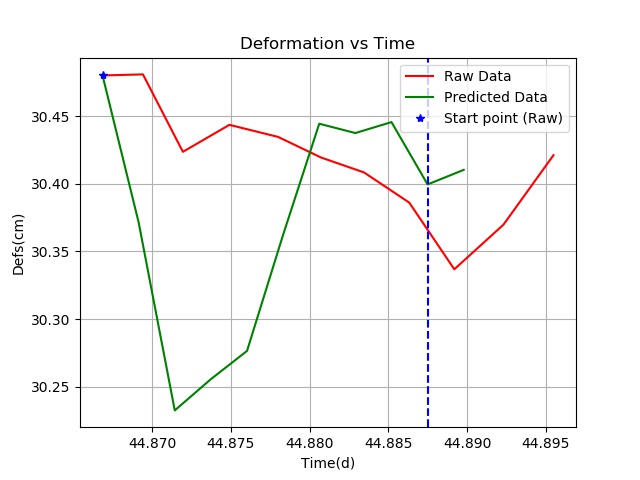 Deformation vs Time
Raw Data
Predicted Data
Start point (Raw)
Defs(cm)
30.45
30.40
30.35
30.30
30.25
44.870 44.875 44.880 44.885 44.890 44.895
Time(d)